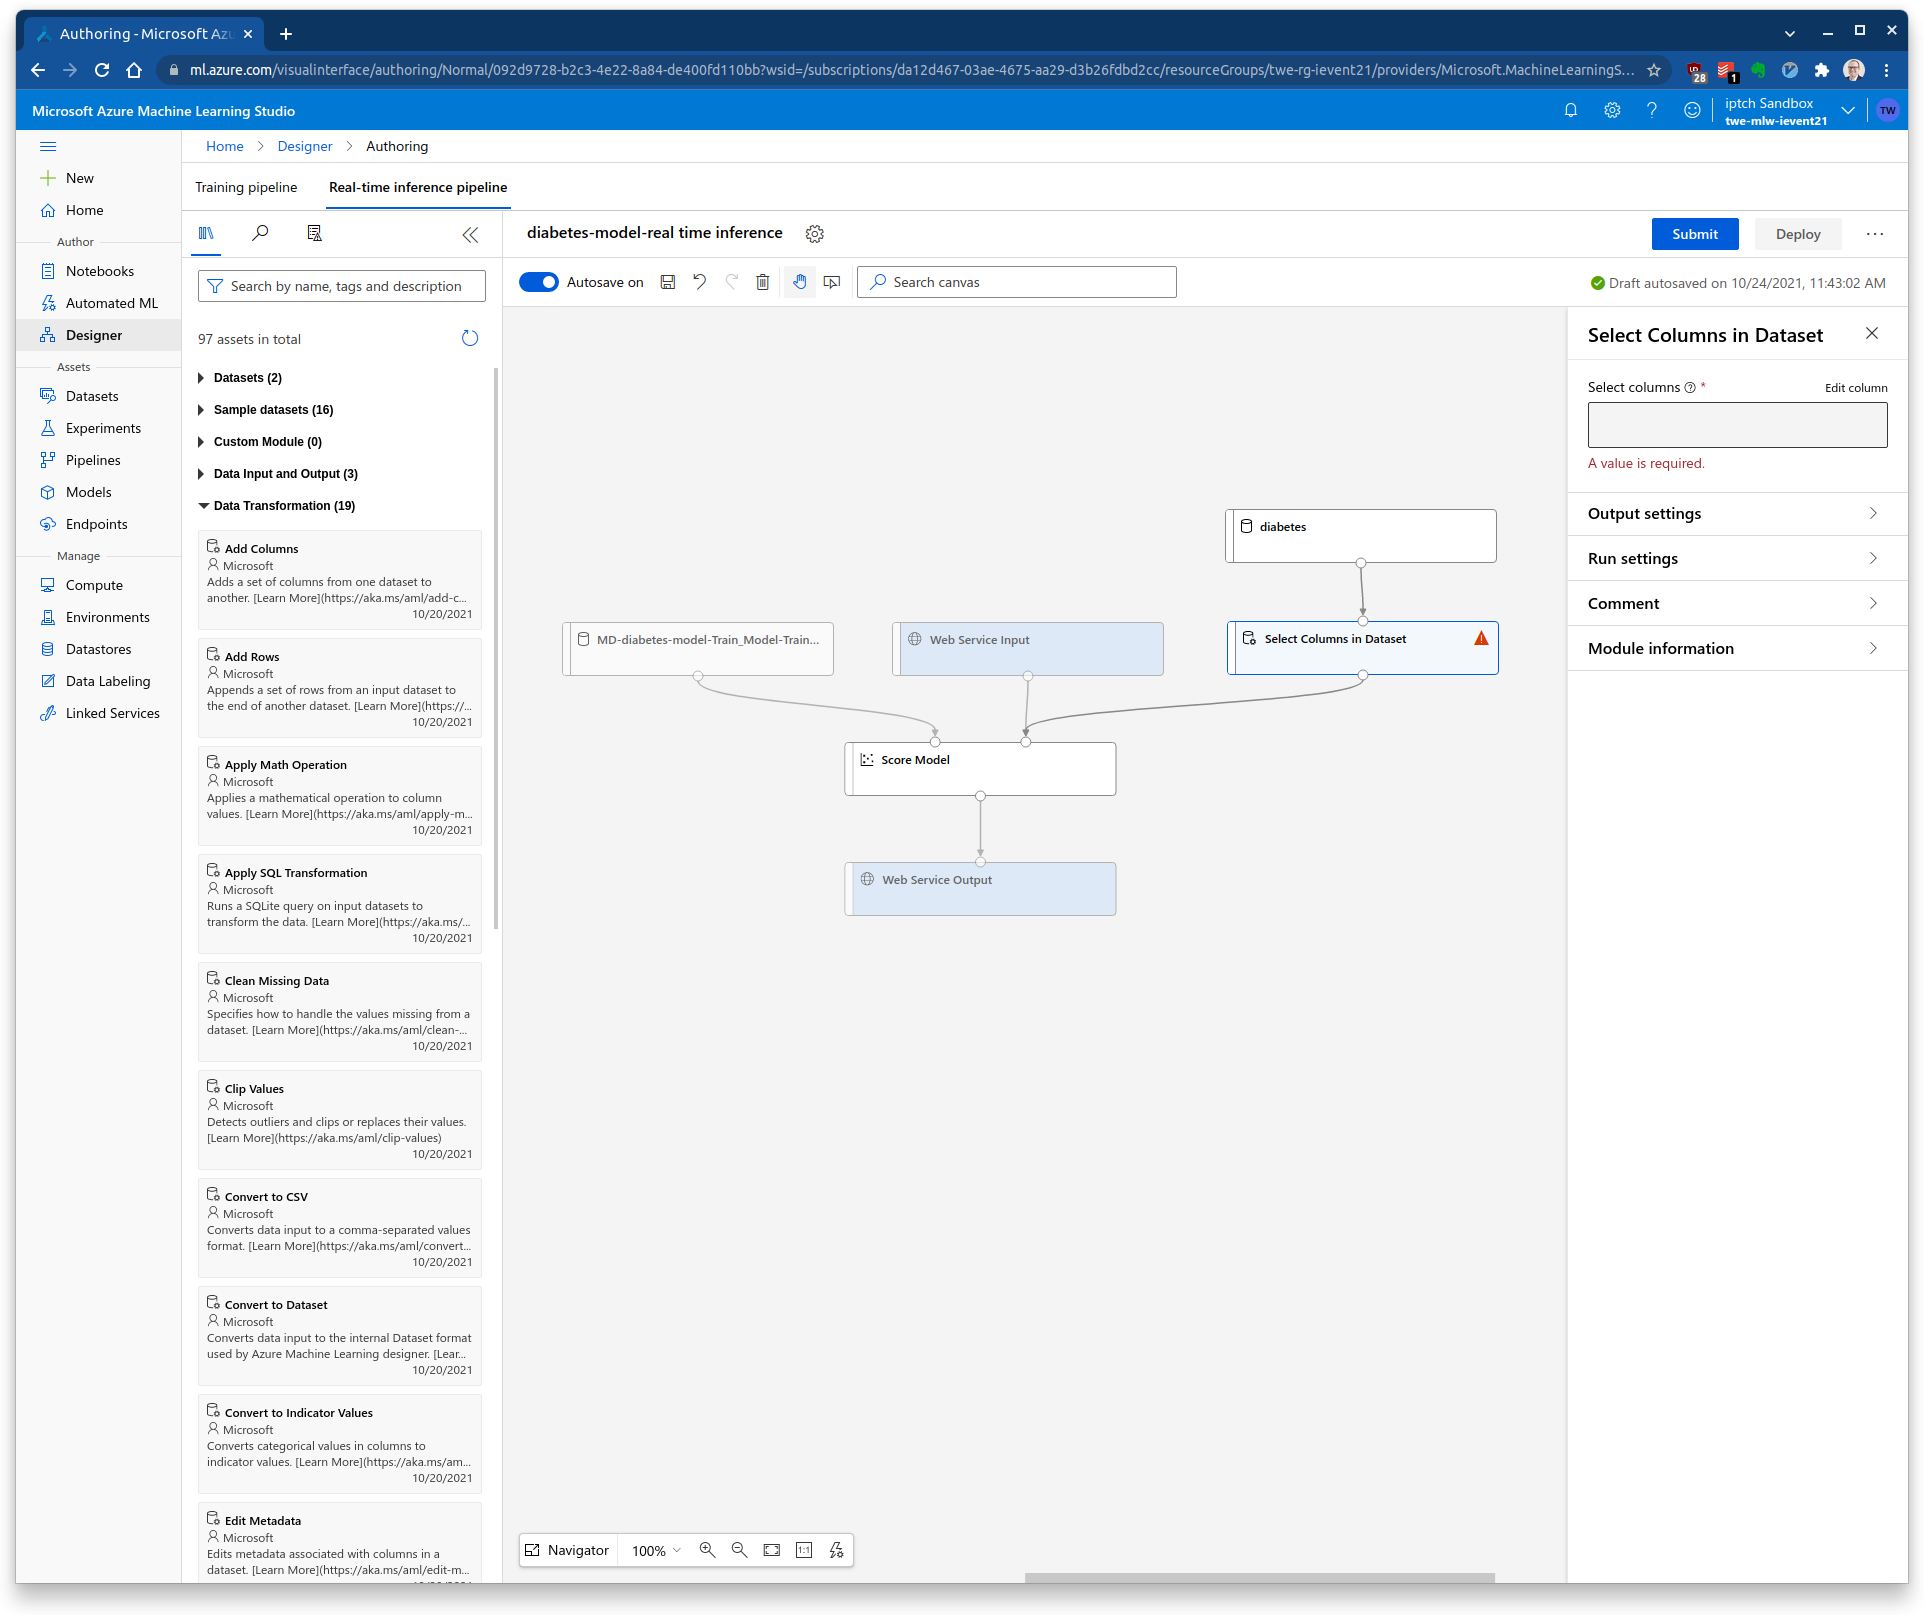 Authoring - Microsoft Azu
ml.azure.com/visualinterface/authoring/Normal/092d9728-b2c3-4e22-8a84-de400fd110bb?wsid=/subscriptions/da12d467-03ae-4675-aa29-d3b26fdbd2cc/resourceGroups/twe-rg-ievent21/providers/Microsoft.MachineLearningS...
28
1
Microsoft Azure Machine Learning Studio
iptch Sandbox
twe-mlw-ievent21
TW
New
Home
Author
Notebooks
Automated ML
Designer
Assets
Datasets
Experiments
Pipelines
Models
Endpoints
Manage
Compute
Environments
Datastores
Data Labeling
Linked Services
Home > Designer > Authoring
Training pipeline
Real-time inference pipeline
Search by name, tags and description
97 assets in total
Datasets (2)
Sample datasets (16)
Custom Module (0)
Data Input and Output (3)
Data Transformation (19)
Add Columns
Microsoft
Adds a set of columns from one dataset to
another. [Learn More](https://aka.ms/aml/add-c...
10/20/2021
Add Rows
Microsoft
Appends a set of rows from an input dataset to
the end of another dataset. [Learn More](https://...
10/20/2021
Apply Math Operation
Microsoft
Applies a mathematical operation to column
values. [Learn More](https://aka.ms/aml/apply-m...
10/20/2021
Apply SQL Transformation
Microsoft
Runs a SQLite query on input datasets to
transform the data. [Learn More](https://aka.ms/...
10/20/2021
Clean Missing Data
Microsoft
Specifies how to handle the values missing from a
dataset. [Learn More](https://aka.ms/aml/clean-...
10/20/2021
Clip Values
Microsoft
Detects outliers and clips or replaces their values.
[Learn More](https://aka.ms/aml/clip-values)
10/20/2021
Convert to CSV
Microsoft
Converts data input to a comma-separated values
format. [Learn More](https://aka.ms/aml/convert...
10/20/2021
Convert to Dataset
Microsoft
Converts data input to the internal Dataset format
used by Azure Machine Learning designer. [Lear...
10/20/2021
Convert to Indicator Values
Microsoft
Converts categorical values in columns to
indicator values. [Learn More](https://aka.ms/am...
10/20/2021
Edit Metadata
Microsoft
Edits metadata associated with columns in a
dataset. [Learn More](https://aka.ms/aml/edit-m...
diabetes-model-real time inference
Submit
Deploy
Autosave on
Search canvas
Draft autosaved on 10/24/2021, 11:43:02 AM
diabetes
MD-diabetes-model-Train_Model-Train...
Web Service Input
Select Columns in Dataset
Score Model
Web Service Output
Navigator
100%
1:1
Select Columns in Dataset
Select columns *
Edit column
A value is required.
Output settings
Run settings
Comment
Module information